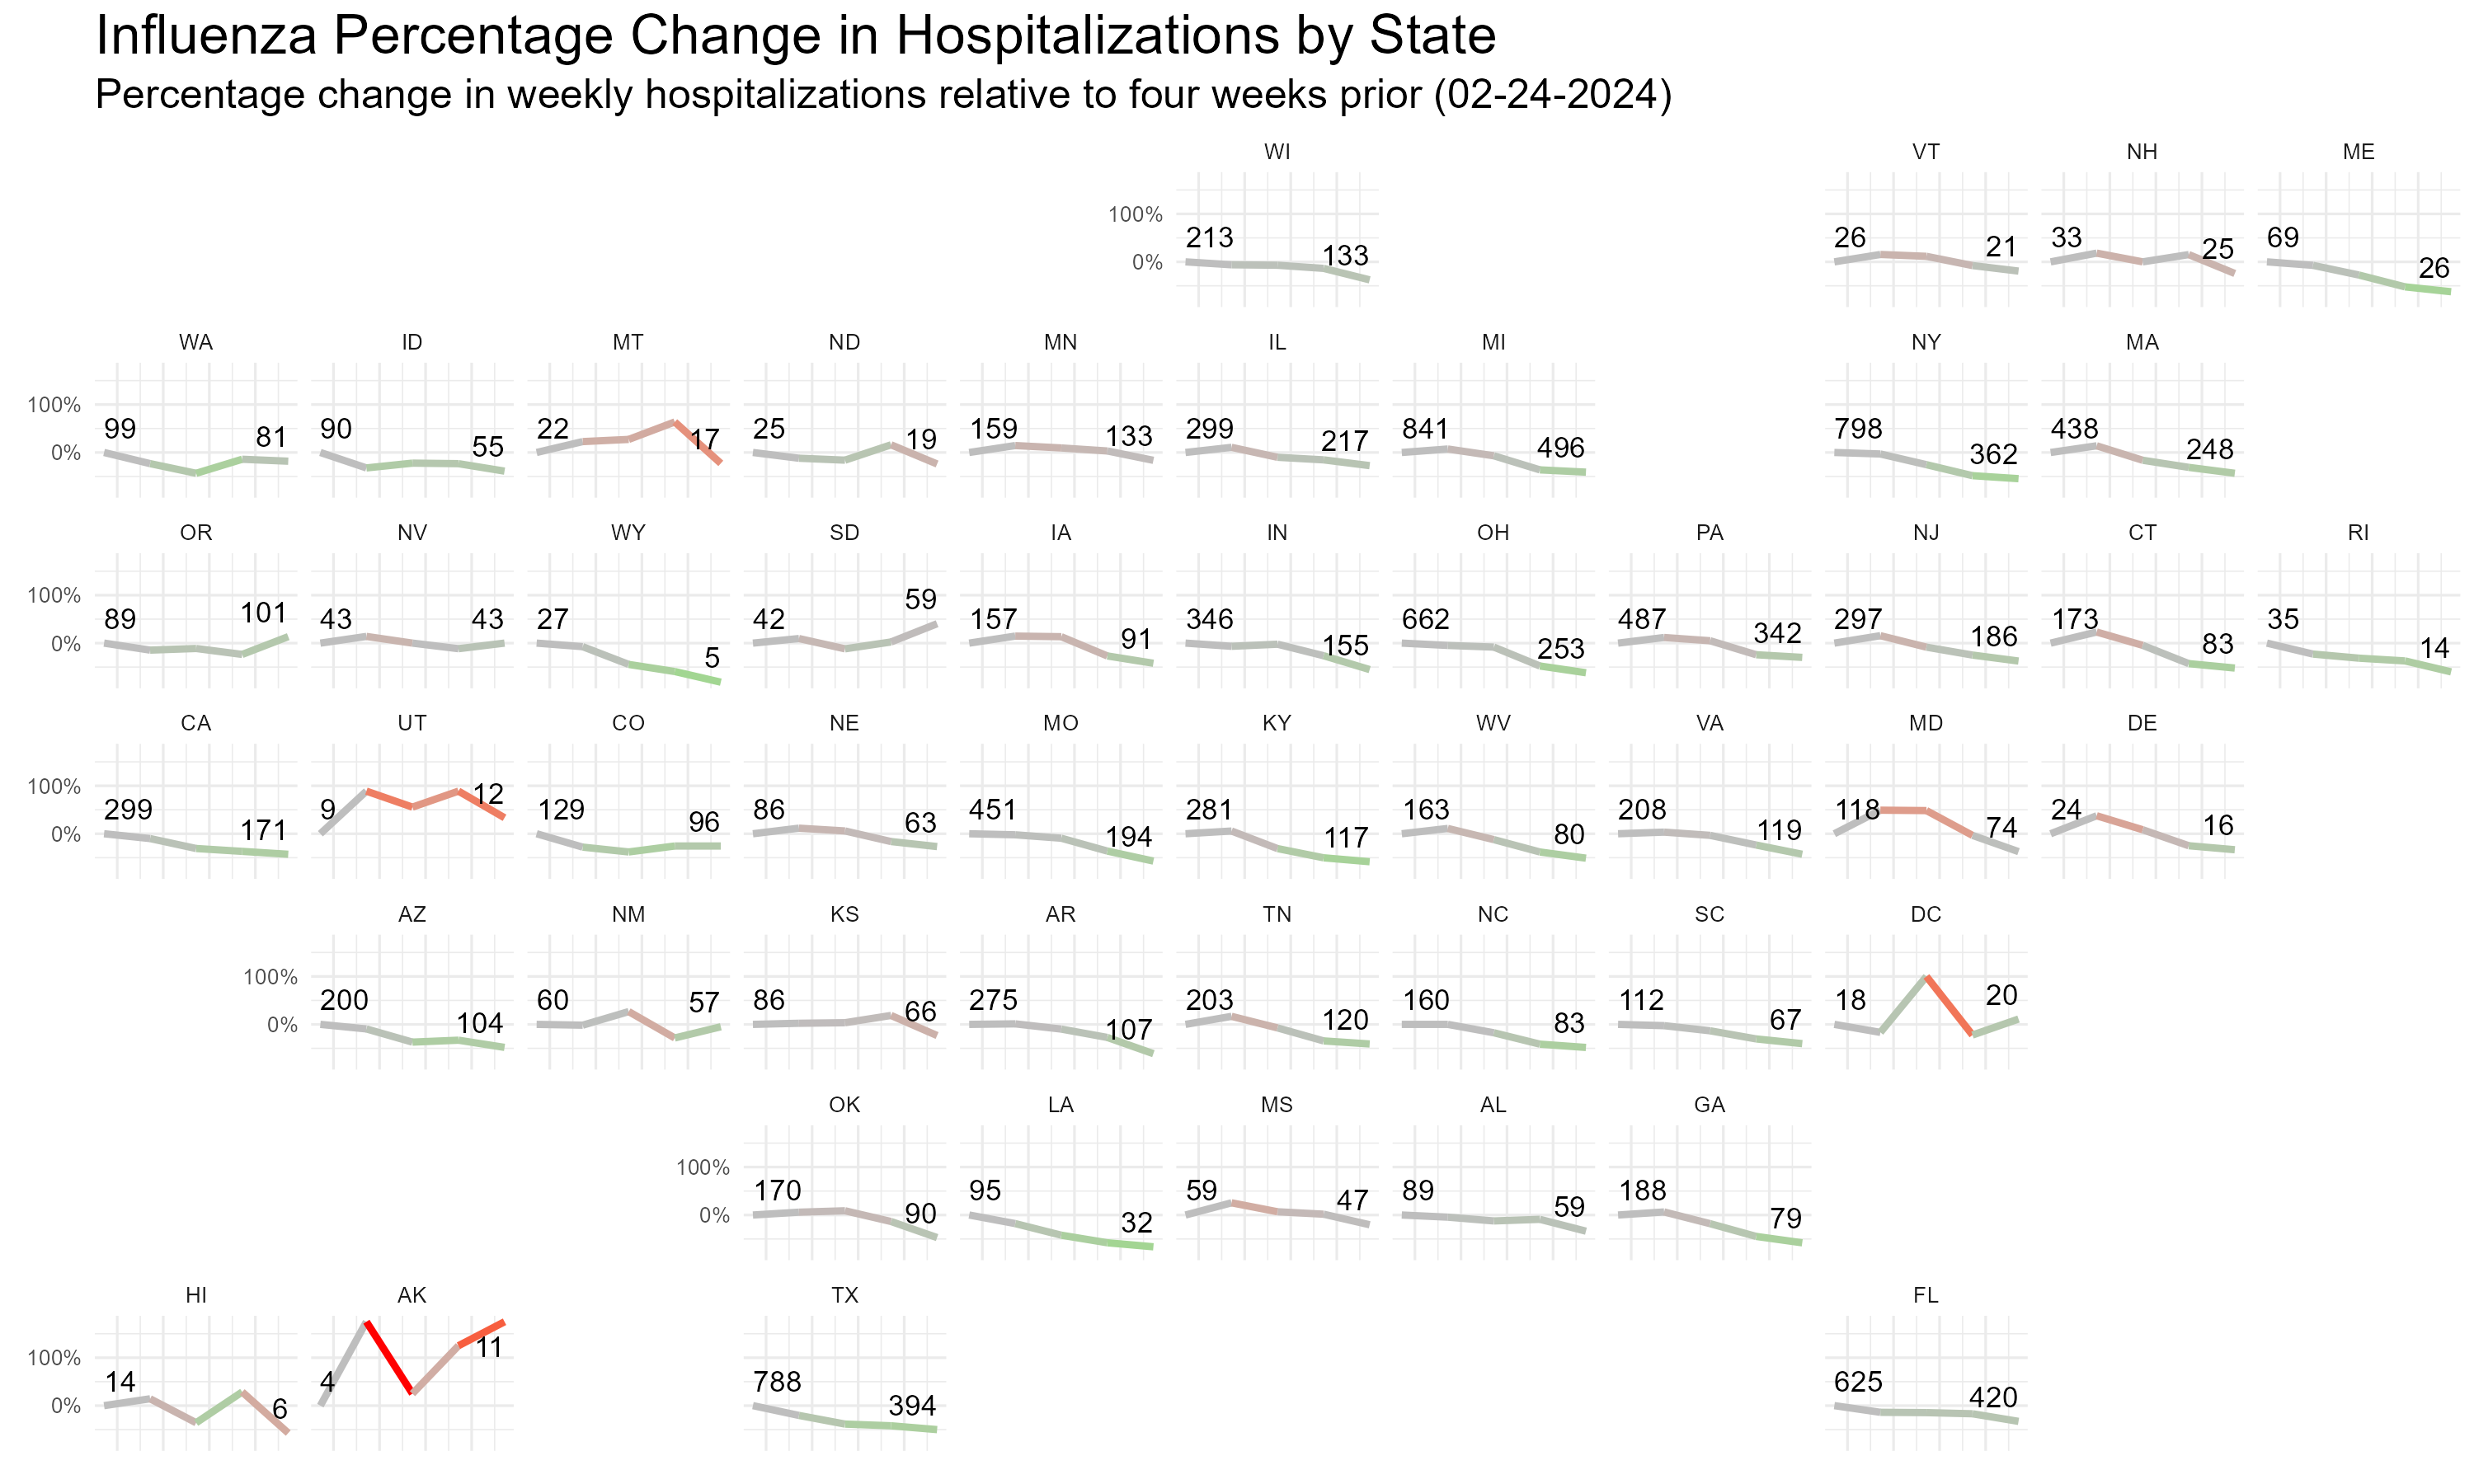 Influenza Percentage Change in Hospitalizations by State
Percentage change in weekly hospitalizations relative to four weeks prior (02-24-2024)
WI VT NH ME
100%
213 26 33 69
0% 133 21 25 26
WA ID MT ND MN IL MI NY MA
100%
99 81 90 55 22 17 25 19 159 133 299 217 841 496 798 362 438 248
0%
OR NV WY SD IA IN OH PA NJ CT RI
100%
89 101 43 43 27 5 42 59 157 91 346 155 662 253 487 342 297 186 173 83 35 14
0%
CA UT CO NE MO KY WV VA MD DE
100%
299 171 9 12 129 96 86 63 451 194 281 117 163 80 208 119 118 74 24 16
0%
AZ NM KS AR TN NC SC DC
100%
200 104 60 57 86 66 275 107 203 120 160 83 112 67 18 20
0%
OK LA MS AL GA
100%
170 90 95 32 59 47 89 59 188 79
0%
HI AK TX FL
100%
14 6 4 11 788 394 625 420
0%